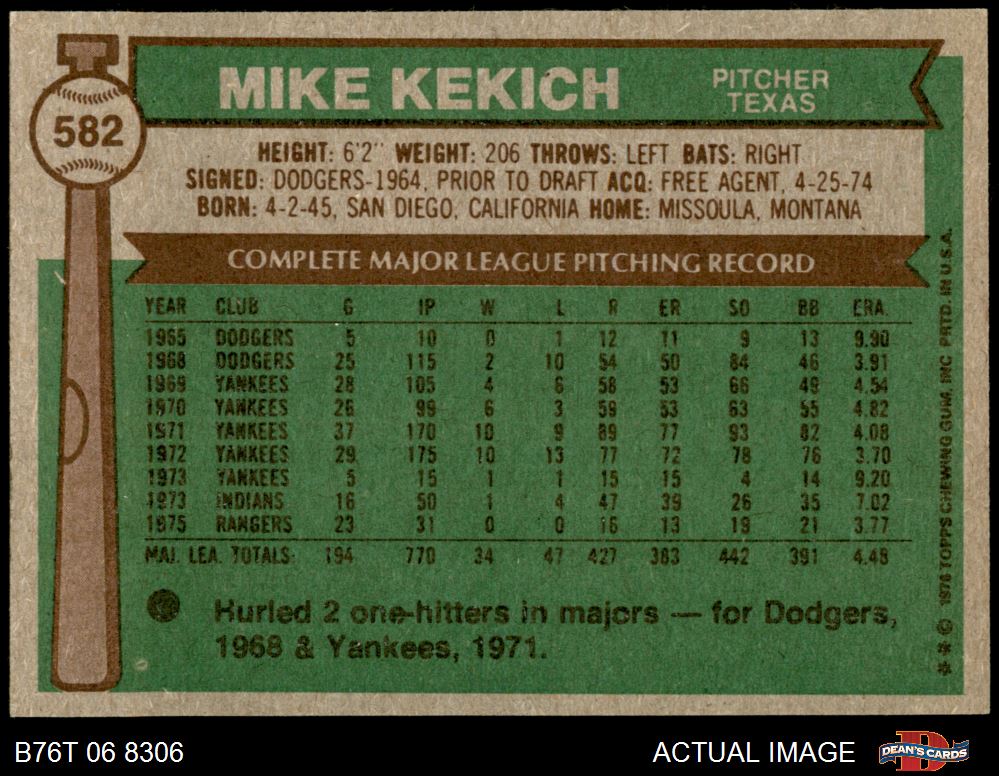 MIKE KEKICH
PITCHER
TEXAS
582
HEIGHT: 6'2" WEIGHT: 206 THROWS: LEFT BATS: RIGHT
SIGNED: DODGERS-1964, PRIOR TO DRAFT ACQ: FREE AGENT, 4-25-74
BORN: 4-2-45, SAN DIEGO, CALIFORNIA HOME: MISSOULA, MONTANA
COMPLETE MAJOR LEAGUE PITCHING RECORD
YEAR CLUB G IP W L R ER SO BB ERA
1965 DODGERS 5 10 0 1 12 11 9 13 9.90
1968 DODGERS 25 115 2 10 54 50 84 46 3.91
1969 YANKEES 28 105 4 6 58 53 66 49 4.54
1970 YANKEES 26 99 6 3 59 53 63 55 4.82
1971 YANKEES 37 170 10 9 89 77 93 82 4.08
1972 YANKEES 29 175 10 13 77 72 78 76 3.70
1973 YANKEES 5 15 1 1 15 15 4 14 9.20
1973 INDIANS 16 50 1 4 47 39 26 35 7.02
1975 RANGERS 23 31 0 0 16 13 19 21 3.77
MAJ. LEA. TOTALS: 194 770 34 47 427 383 442 391 4.48
Hurled 2 one-hitters in majors — for Dodgers,
1968 & Yankees, 1971.
** © 1976 TOPPS CHEWING GUM, INC. PRTD. IN U.S.A.
B76T 06 8306
ACTUAL IMAGE
DEAN'S CARDS